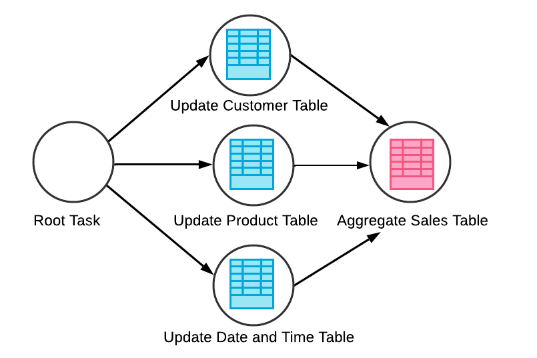 Update Customer Table
Root Task
Update Product Table
Aggregate Sales Table
Update Date and Time Table